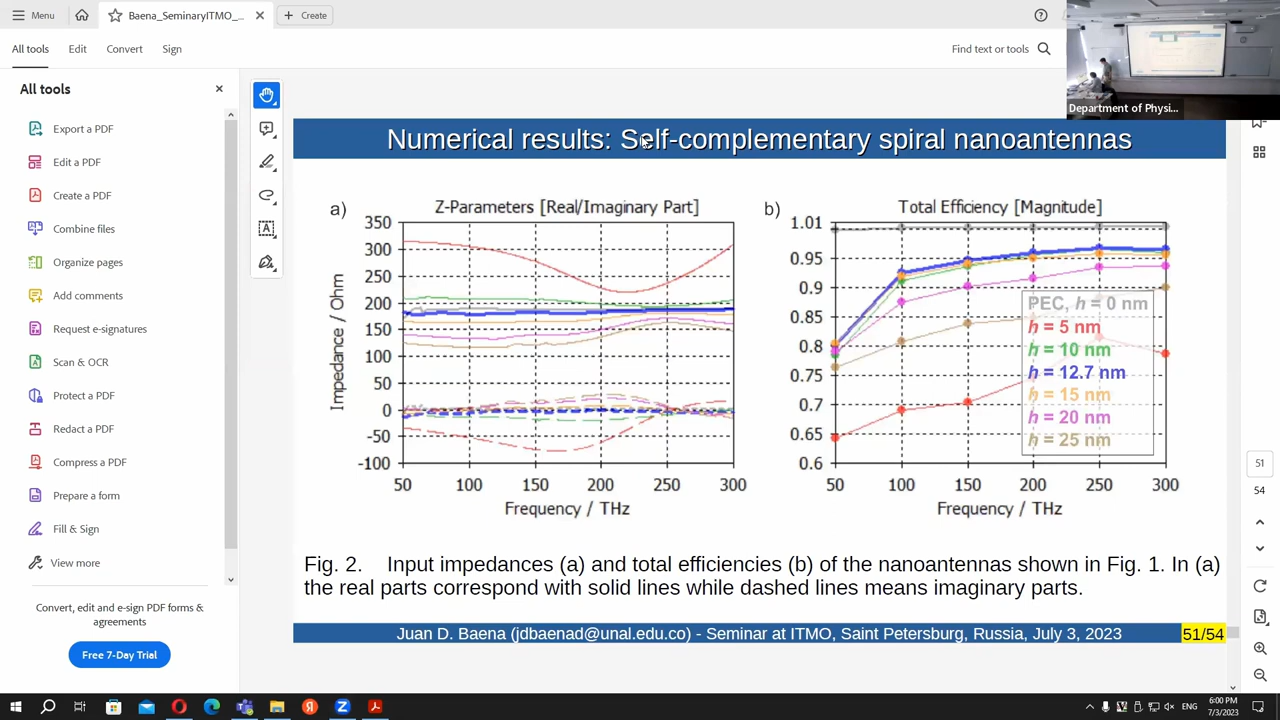 Menu
Baena_SeminaryITMO_...
Create
All tools
Edit
Convert
Sign
Find text or tools
All tools
Export a PDF
Edit a PDF
Create a PDF
Combine files
Organize pages
Add comments
Request e-signatures
Scan & OCR
Protect a PDF
Redact a PDF
Compress a PDF
Prepare a form
Fill & Sign
View more
Convert, edit and e-sign PDF forms &
agreements
Free 7-Day Trial
Department of Physi...
Numerical results: Self-complementary spiral nanoantennas
a)
Z-Parameters [Real/Imaginary Part]
350
300
250
200
150
100
50
0
-50
-100
Impedance / Ohm
50 100 150 200 250 300
Frequency / THz
b)
Total Efficiency [Magnitude]
1.01
0.95
0.9
0.85
0.8
0.75
0.7
0.65
0.6
PEC, h = 0 nm
h = 5 nm
h = 10 nm
h = 12.7 nm
h = 15 nm
h = 20 nm
h = 25 nm
50 100 150 200 250 300
Frequency / THz
Fig. 2. Input impedances (a) and total efficiencies (b) of the nanoantennas shown in Fig. 1. In (a)
the real parts correspond with solid lines while dashed lines means imaginary parts.
Juan D. Baena (jdbaenad@unal.edu.co) - Seminar at ITMO, Saint Petersburg, Russia, July 3, 2023
51/54
51
54
ENG
6:00 PM
7/3/2023